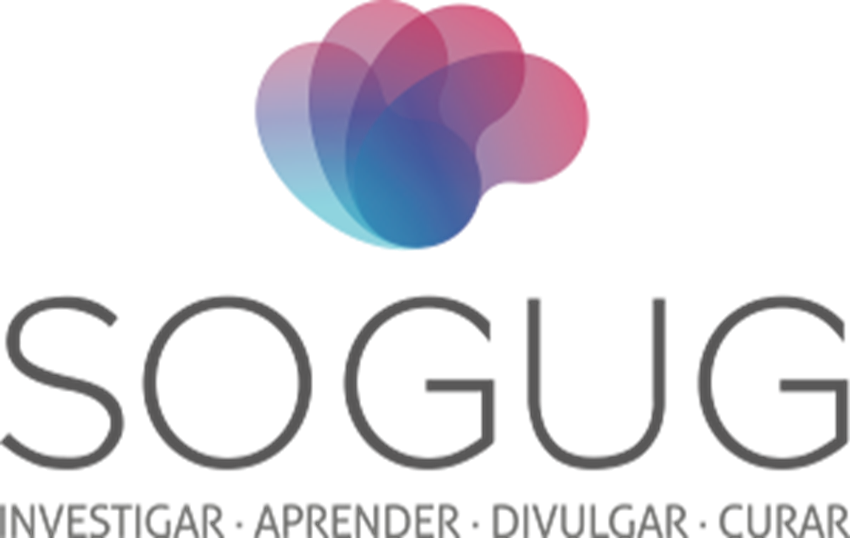 SOGUG
INVESTIGAR · APRENDER · DIVULGAR · CURAR